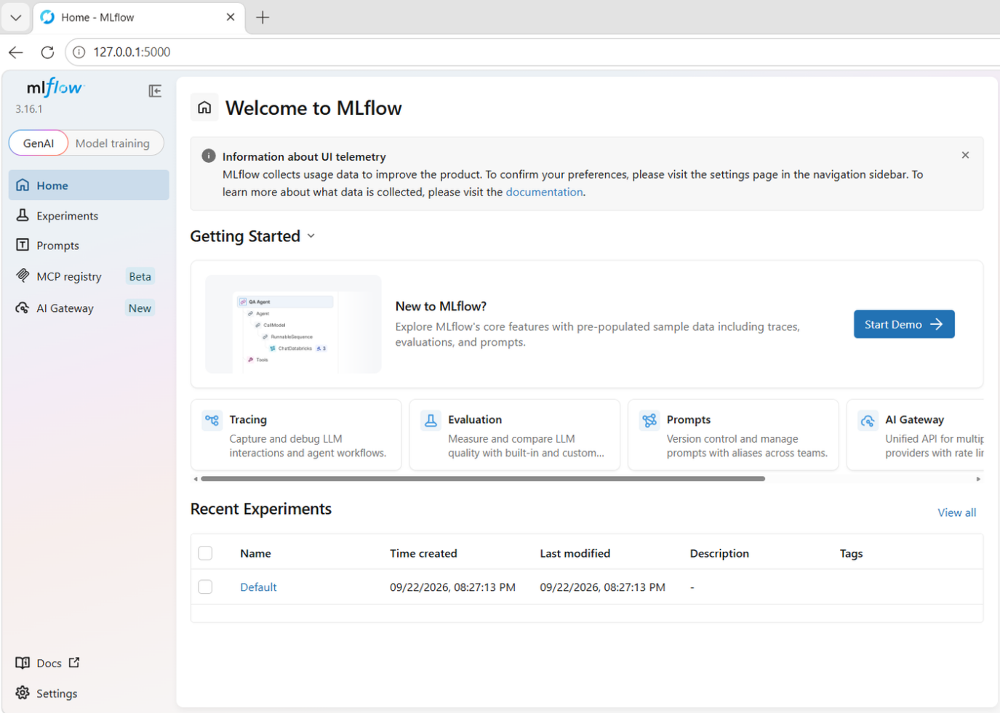 Home - MLflow
127.0.0.1:5000
mlflow
3.16.1
GenAI
Model training
Home
Experiments
Prompts
MCP registry
Beta
AI Gateway
New
Docs
Settings
Welcome to MLflow
Information about UI telemetry
MLflow collects usage data to improve the product. To confirm your preferences, please visit the settings page in the navigation sidebar. To
learn more about what data is collected, please visit the documentation.
Getting Started
QA Agent
Agent
CallModel
RunnableSequence
ChatDatabricks 3
Tools
New to MLflow?
Explore MLflow's core features with pre-populated sample data including traces,
evaluations, and prompts.
Start Demo
Tracing
Capture and debug LLM
interactions and agent workflows.
Evaluation
Measure and compare LLM
quality with built-in and custom...
Prompts
Version control and manage
prompts with aliases across teams.
AI Gateway
Unified API for multip
providers with rate lir
Recent Experiments
View all
Name Time created Last modified Description Tags
Default 09/22/2026, 08:27:13 PM 09/22/2026, 08:27:13 PM -